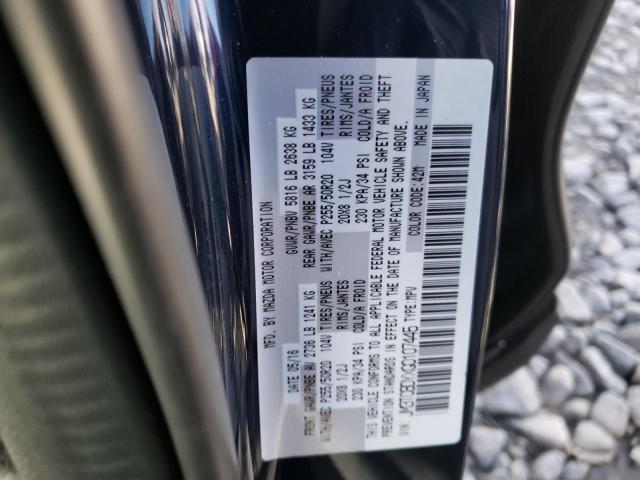 MFD. BY MAZDA MOTOR CORPORATION
DATE 05/16 GVWR/PNBV 5816 LB 2638 KG
FRONT GAWR/PNBE AV 2736 LB 1241 KG REAR GAWR/PNBE AR 3159 LB 1433 KG
WITH/AVEC P255/50R20 104V TIRES/PNEUS WITH/AVEC P255/50R20 104V TIRES/PNEUS
20X8 1/2J RIMS/JANTES 20X8 1/2J RIMS/JANTES
230 KPA/34 PSI COLD/A FROID 230 KPA/34 PSI COLD/A FROID
THIS VEHICLE CONFORMS TO ALL APPLICABLE FEDERAL MOTOR VEHICLE SAFETY AND THEFT
PREVENTION STANDARDS IN EFFECT ON THE DATE OF MANUFACTURE SHOWN ABOVE.
VIN: TYPE:MPV COLOR CODE:42M MADE IN JAPAN